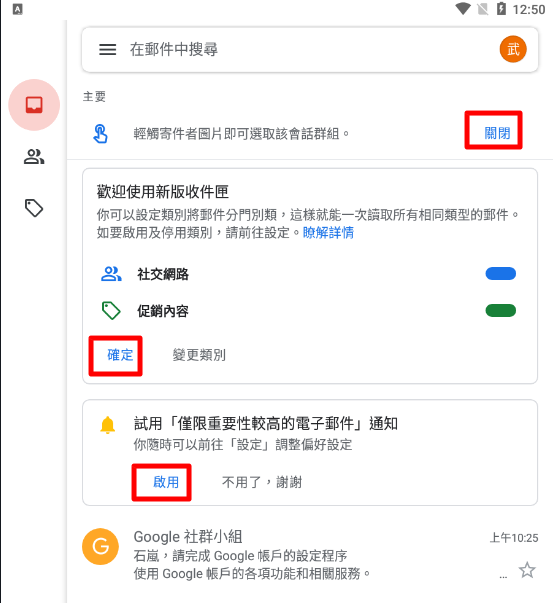 A
12:50
在郵件中搜尋
武
主要
輕觸寄件者圖片即可選取該會話群組。
關閉
歡迎使用新版收件匣
你可以設定類別將郵件分門別類，這樣就能一次讀取所有相同類型的郵件。
如要啟用及停用類別，請前往設定。瞭解詳情
社交網路
促銷內容
確定
變更類別
試用「僅限重要性較高的電子郵件」通知
你隨時可以前往「設定」調整偏好設定
啟用
不用了，謝謝
G
Google 社群小組
上午10:25
石嵐，請完成 Google 帳戶的設定程序
使用 Google 帳戶的各項功能和相關服務。
...